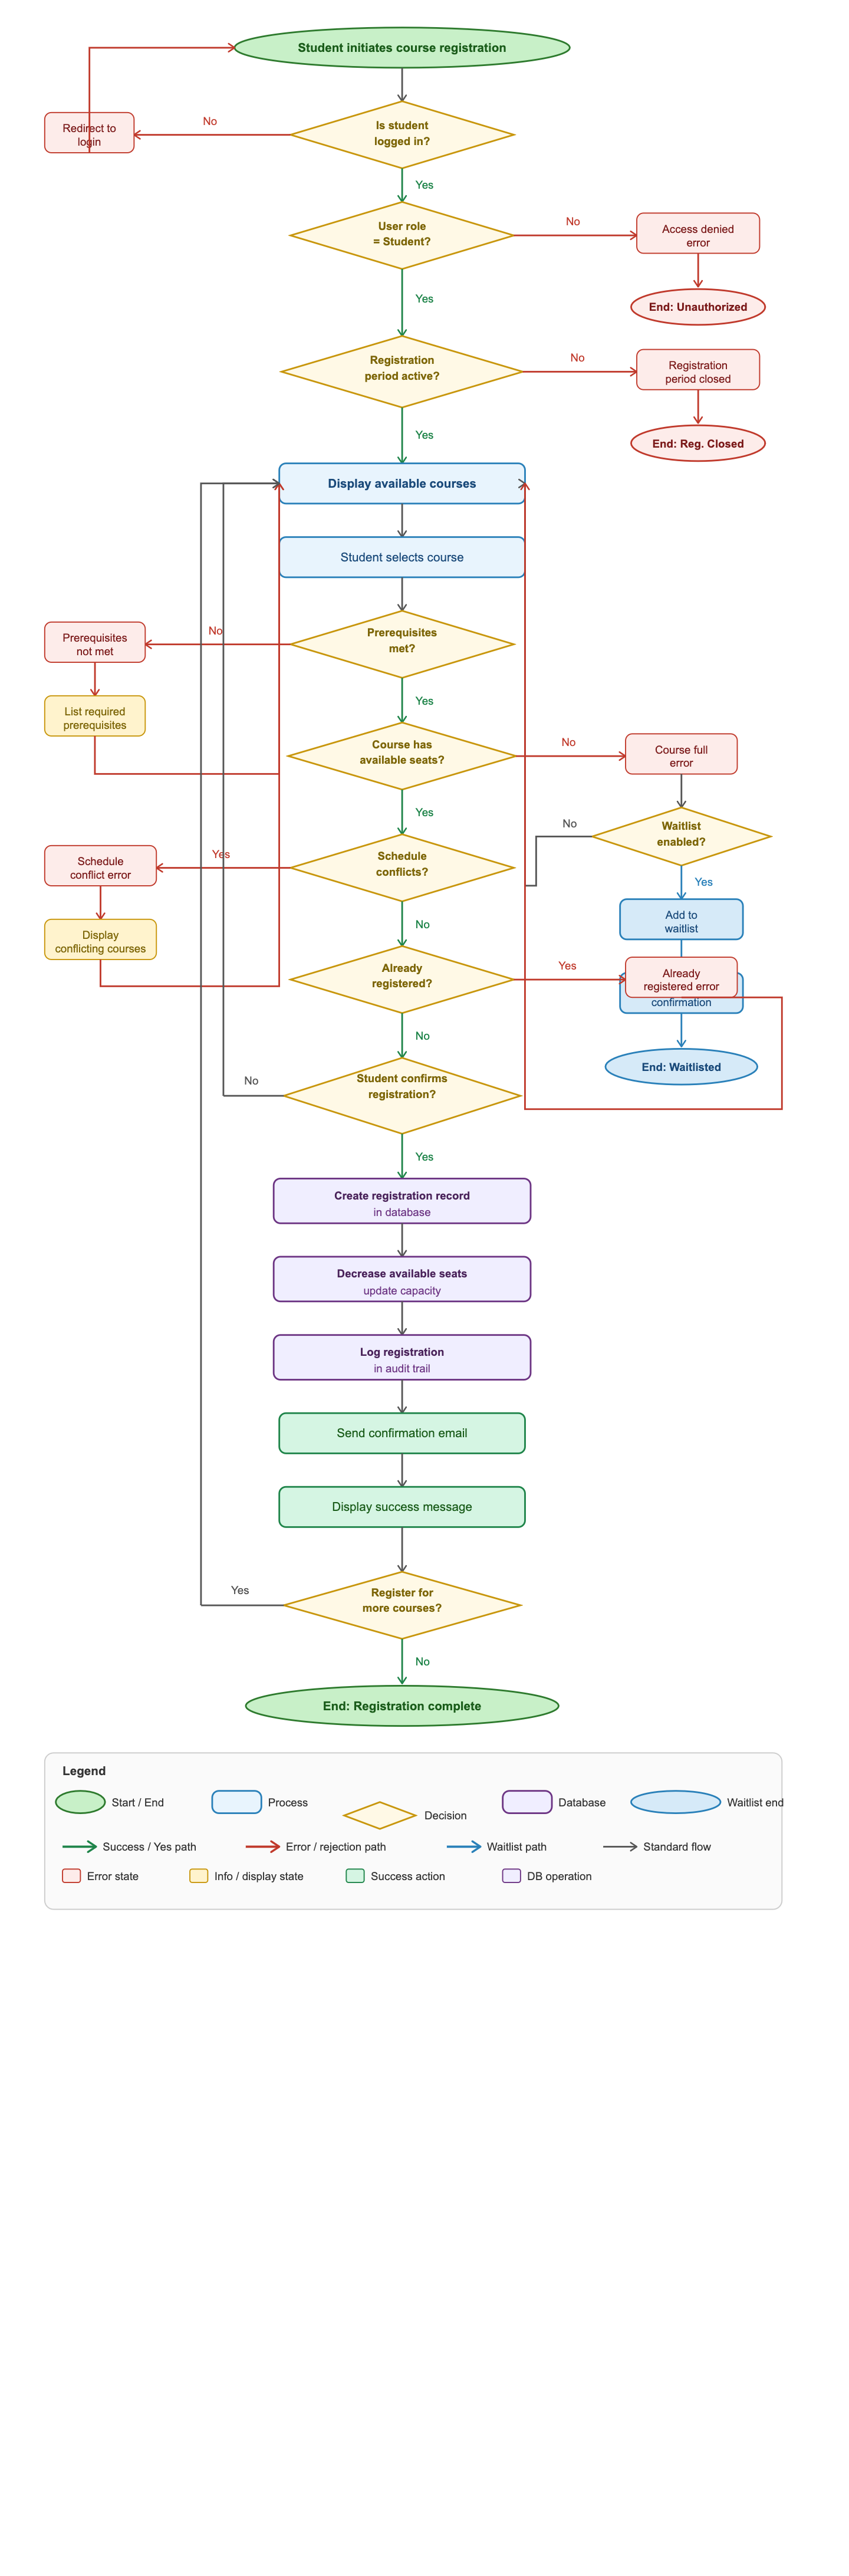 Student initiates course registration
Is student
logged in?
No
Redirect to
login
Yes
User role
= Student?
No
Access denied
error
End: Unauthorized
Yes
Registration
period active?
No
Registration
period closed
End: Reg. Closed
Yes
Display available courses
Student selects course
Prerequisites
met?
No
Prerequisites
not met
List required
prerequisites
Yes
Course has
available seats?
No
Course full
error
Waitlist
enabled?
No
Yes
Add to
waitlist
Yes
Schedule
conflicts?
Yes
Schedule
conflict error
Display
conflicting courses
No
Already
registered?
Yes
Already
registered error
confirmation
End: Waitlisted
No
Student confirms
registration?
No
Yes
Create registration record
in database
Decrease available seats
update capacity
Log registration
in audit trail
Send confirmation email
Display success message
Register for
more courses?
Yes
No
End: Registration complete
Legend
Start / End
Process
Decision
Database
Waitlist end
Success / Yes path
Error / rejection path
Waitlist path
Standard flow
Error state
Info / display state
Success action
DB operation